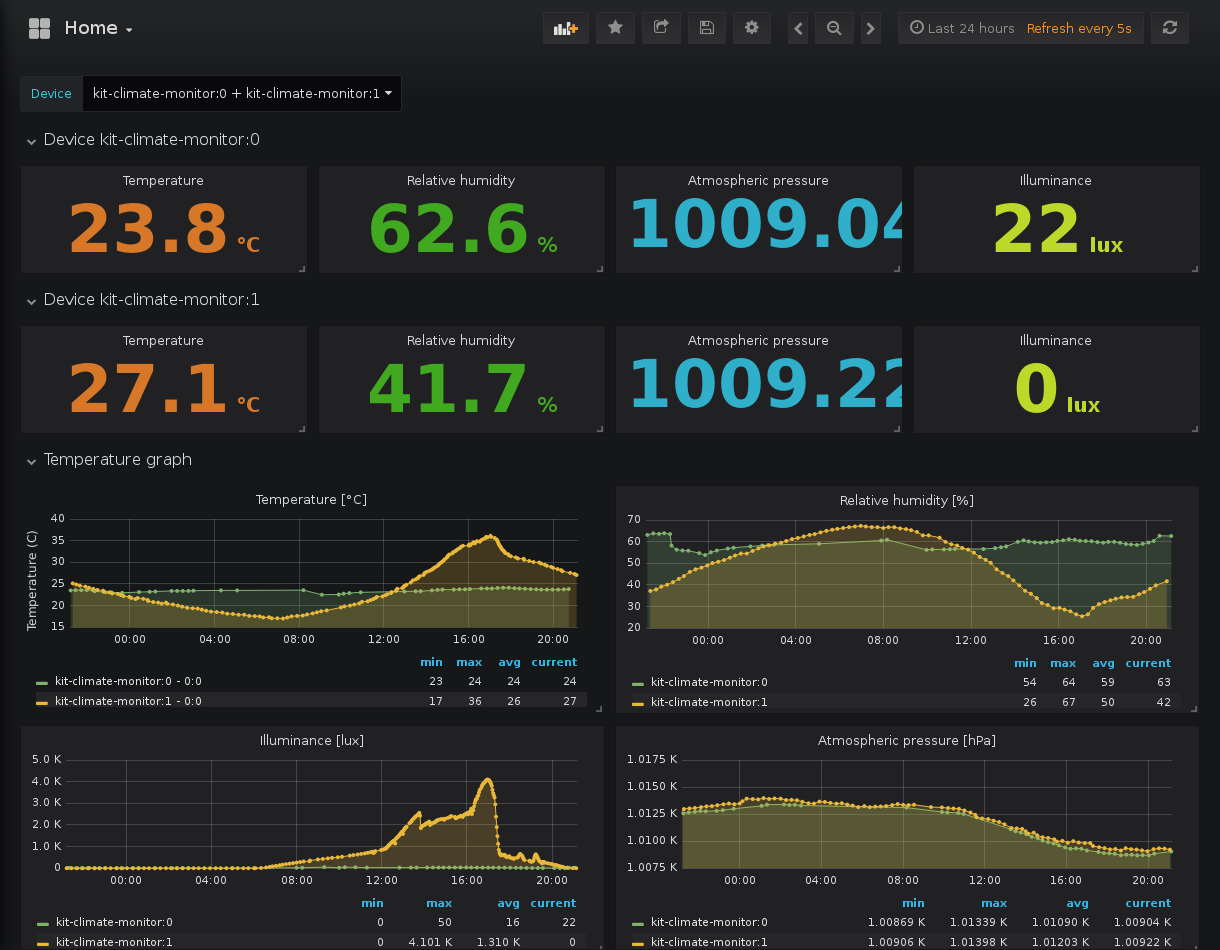 Home
Last 24 hours Refresh every 5s
Device kit-climate-monitor:0 + kit-climate-monitor:1
Device kit-climate-monitor:0
Temperature Relative humidity Atmospheric pressure Illuminance
23.8 °C 62.6 % 1009.04 22 lux
Device kit-climate-monitor:1
Temperature Relative humidity Atmospheric pressure Illuminance
27.1 °C 41.7 % 1009.22 0 lux
Temperature graph
Temperature [°C]
Temperature (C)
40
35
30
25
20
15
00:00 04:00 08:00 12:00 16:00 20:00
min max avg current
kit-climate-monitor:0 - 0:0 23 24 24 24
kit-climate-monitor:1 - 0:0 17 36 26 27
Relative humidity [%]
70
60
50
40
30
20
00:00 04:00 08:00 12:00 16:00 20:00
min max avg current
kit-climate-monitor:0 54 64 59 63
kit-climate-monitor:1 26 67 50 42
Illuminance [lux]
5.0 K
4.0 K
3.0 K
2.0 K
1.0 K
0
00:00 04:00 08:00 12:00 16:00 20:00
min max avg current
kit-climate-monitor:0 0 50 16 22
kit-climate-monitor:1 0 4.101 K 1.310 K 0
Atmospheric pressure [hPa]
1.0175 K
1.0150 K
1.0125 K
1.0100 K
1.0075 K
00:00 04:00 08:00 12:00 16:00 20:00
min max avg current
kit-climate-monitor:0 1.00869 K 1.01339 K 1.01090 K 1.00904 K
kit-climate-monitor:1 1.00906 K 1.01398 K 1.01203 K 1.00922 K